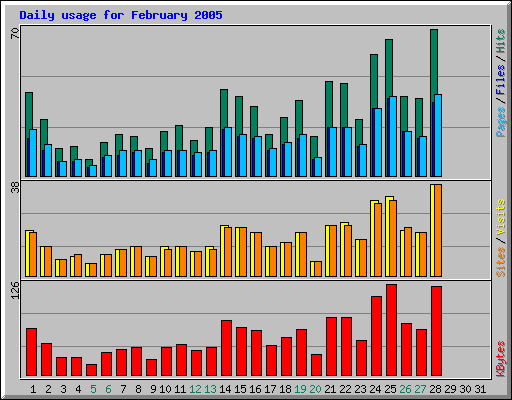 Daily usage for February 2005
70
Pages / Files / Hits
38
Sites / Visits
126
KBytes
1 2 3 4 5 6 7 8 9 10 11 12 13 14 15 16 17 18 19 20 21 22 23 24 25 26 27 28 29 30 31